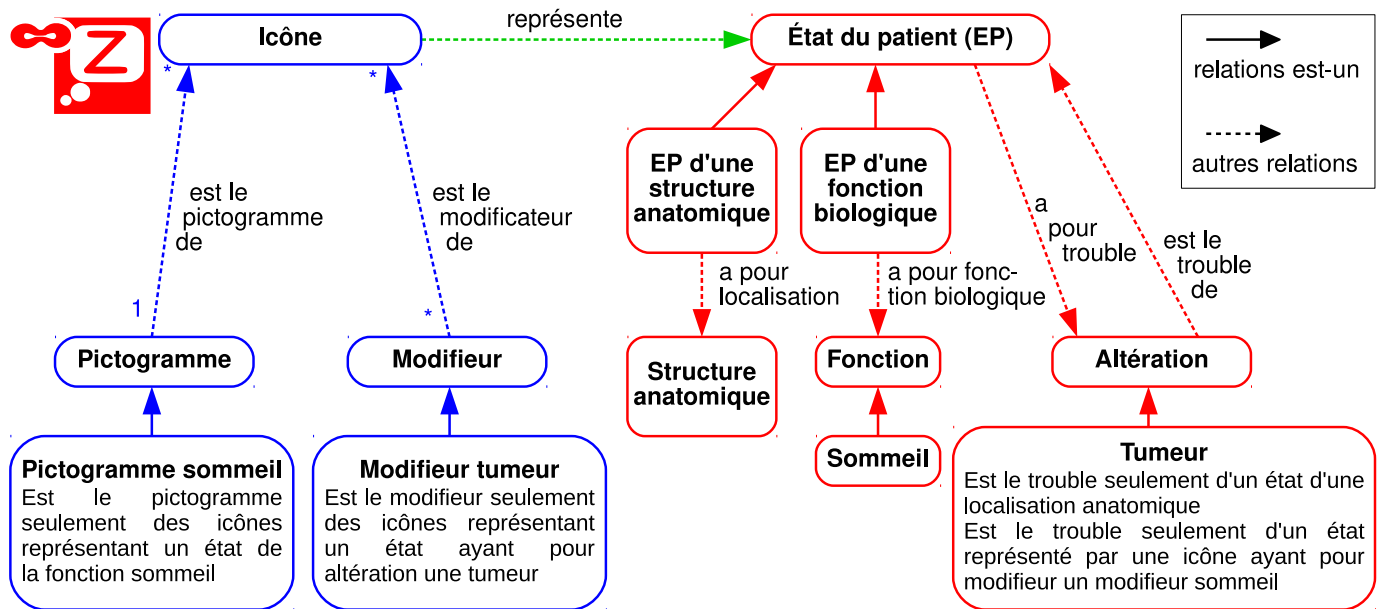 représente
Z
Icône
État du patient (EP)
relations est-un
autres relations
*
*
est le
pictogramme
de
est le
modificateur
de
EP d'une
structure
anatomique
EP d'une
fonction
biologique
a
pour
trouble
est le
trouble
de
a pour
localisation
a pour fonc-
tion biologique
1
*
Pictogramme
Modifieur
Structure
anatomique
Fonction
Altération
Pictogramme sommeil
Est le pictogramme
seulement des icônes
représentant un état de
la fonction sommeil
Modifieur tumeur
Est le modifieur seulement
des icônes représentant
un état ayant pour
altération une tumeur
Sommeil
Tumeur
Est le trouble seulement d'un état d'une
localisation anatomique
Est le trouble seulement d'un état
représenté par une icône ayant pour
modifieur un modifieur sommeil